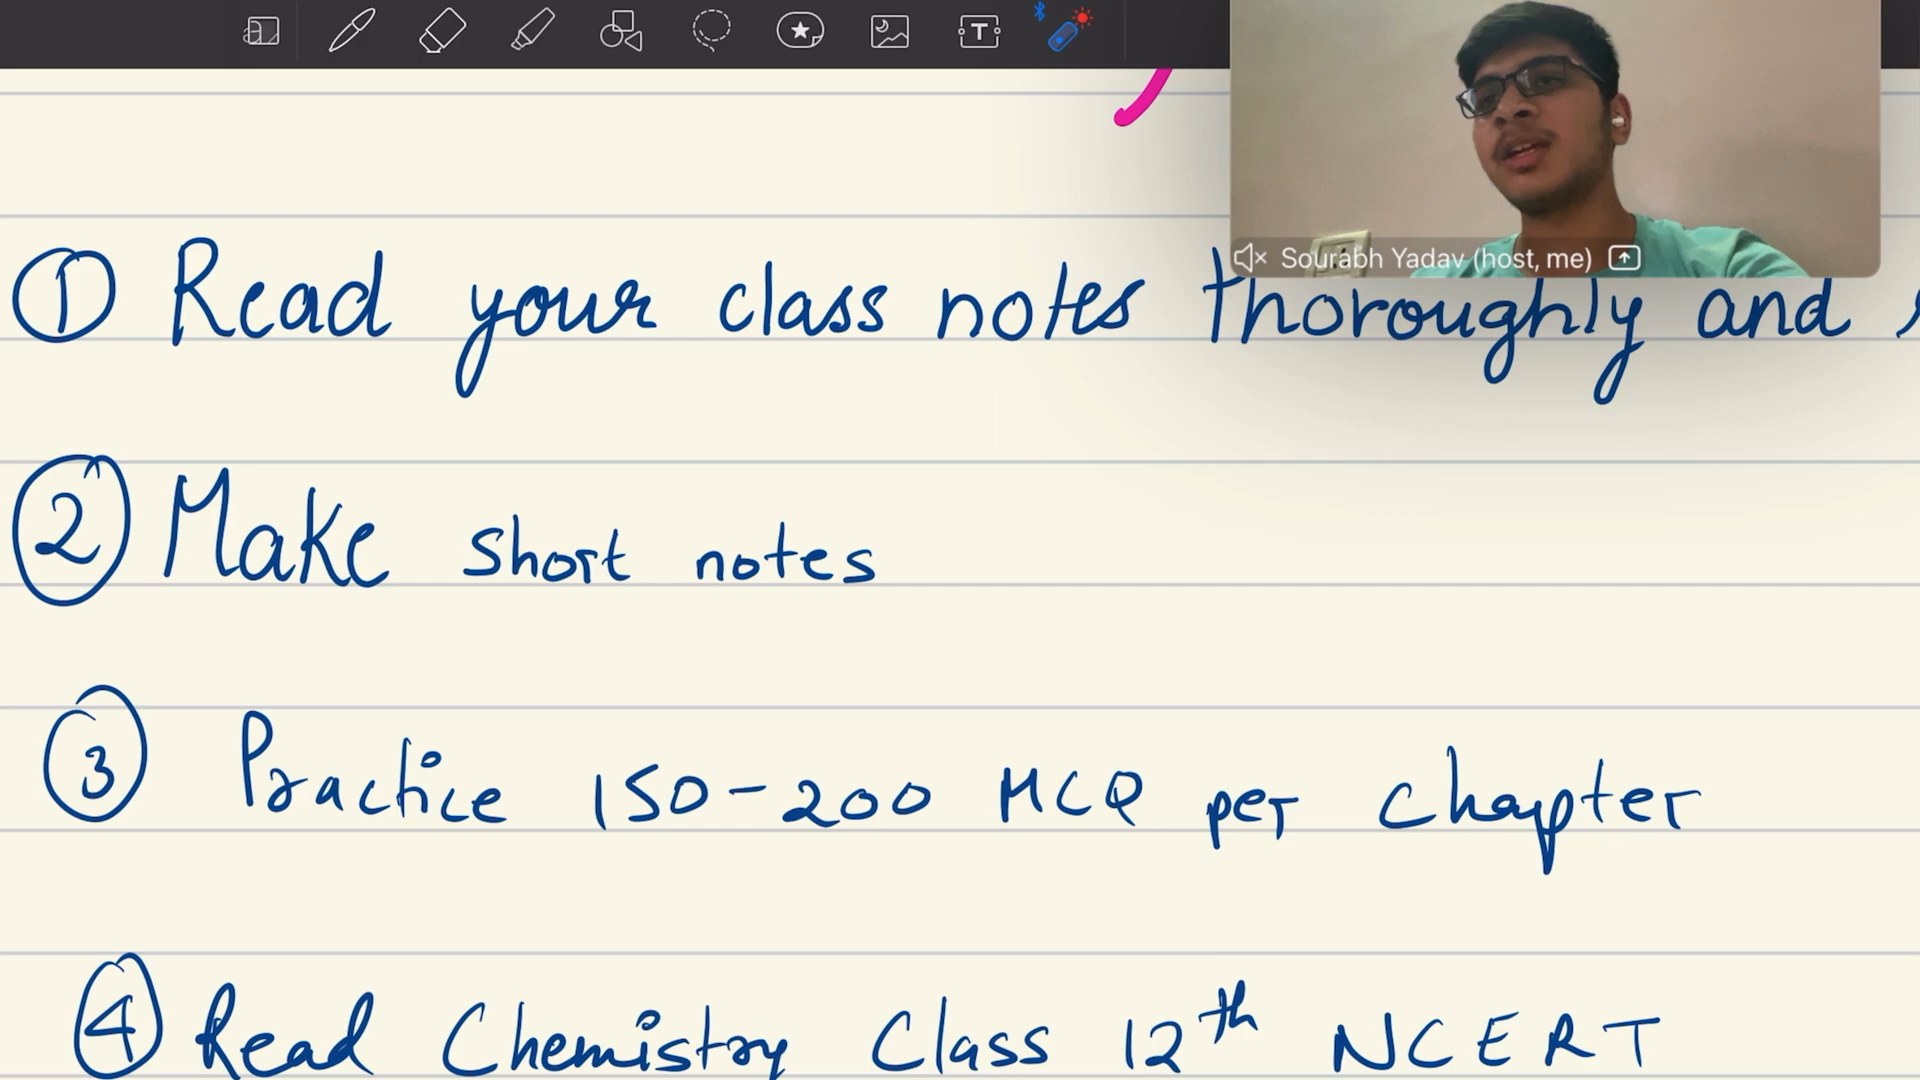 Sourabh Yadav (host, me)
① Read your class notes thoroughly and
② Make short notes
③ Practice 150-200 MCQ per chapter
④ Read Chemistry Class 12th NCERT